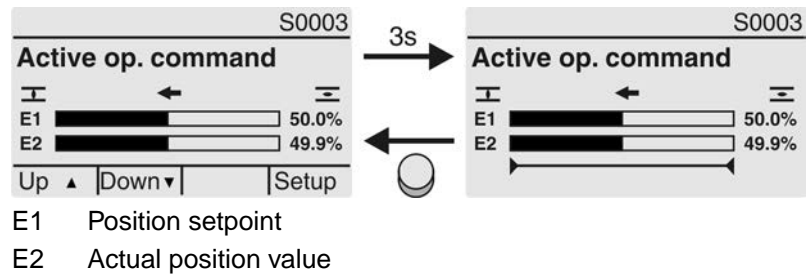 S0003
Active op. command
E1 50.0%
E2 49.9%
Up ▲ Down ▼ Setup
3s
S0003
Active op. command
E1 50.0%
E2 49.9%
E1 Position setpoint
E2 Actual position value